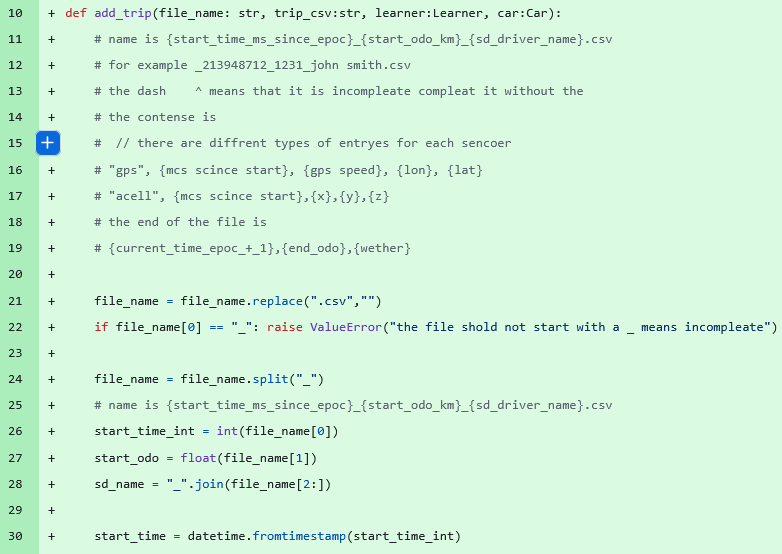 10 + def add_trip(file_name: str, trip_csv:str, learner:Learner, car:Car):
11 +     # name is {start_time_ms_since_epoc}_{start_odo_km}_{sd_driver_name}.csv
12 +     # for example _213948712_1231_john smith.csv
13 +     # the dash    ^ means that it is incompleate compleat it without the
14 +     # the contense is
15 +     #  // there are diffrent types of entryes for each sencoer
16 +     # "gps", {mcs scince start}, {gps speed}, {lon}, {lat}
17 +     # "acell", {mcs scince start},{x},{y},{z}
18 +     # the end of the file is
19 +     # {current_time_epoc_+_1},{end_odo},{wether}
20 +
21 +     file_name = file_name.replace(".csv","")
22 +     if file_name[0] == "_": raise ValueError("the file shold not start with a _ means incompleate")
23 +
24 +     file_name = file_name.split("_")
25 +     # name is {start_time_ms_since_epoc}_{start_odo_km}_{sd_driver_name}.csv
26 +     start_time_int = int(file_name[0])
27 +     start_odo = float(file_name[1])
28 +     sd_name = "_".join(file_name[2:])
29 +
30 +     start_time = datetime.fromtimestamp(start_time_int)